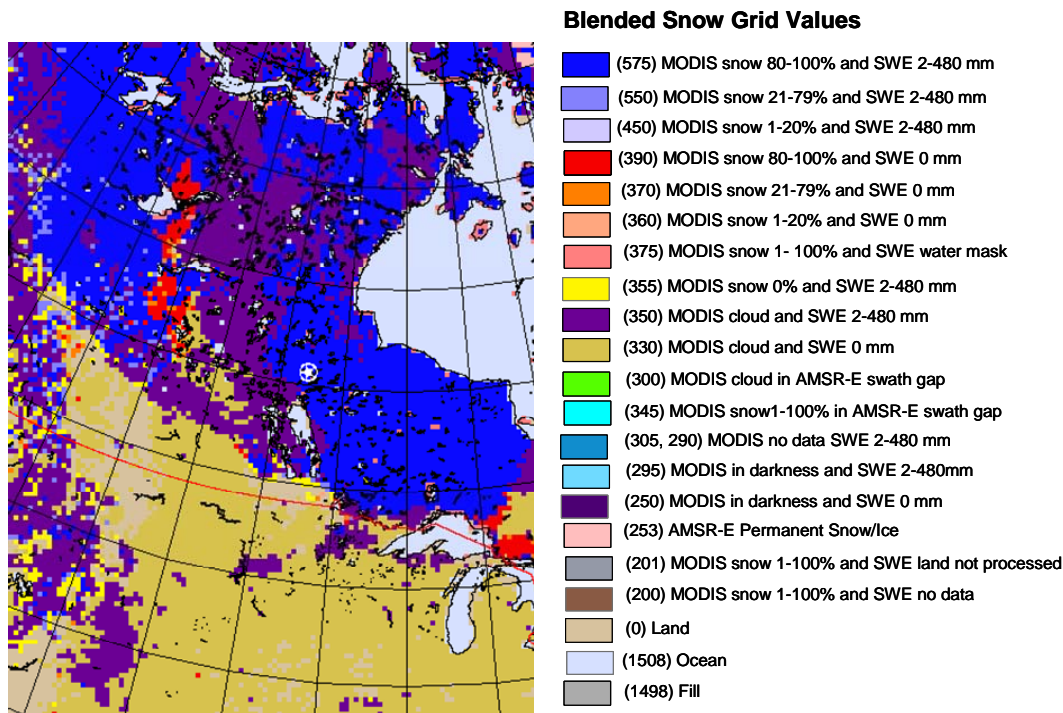 Blended Snow Grid Values
(575) MODIS snow 80-100% and SWE 2-480 mm
(550) MODIS snow 21-79% and SWE 2-480 mm
(450) MODIS snow 1-20% and SWE 2-480 mm
(390) MODIS snow 80-100% and SWE 0 mm
(370) MODIS snow 21-79% and SWE 0 mm
(360) MODIS snow 1-20% and SWE 0 mm
(375) MODIS snow 1- 100% and SWE water mask
(355) MODIS snow 0% and SWE 2-480 mm
(350) MODIS cloud and SWE 2-480 mm
(330) MODIS cloud and SWE 0 mm
(300) MODIS cloud in AMSR-E swath gap
(345) MODIS snow1-100% in AMSR-E swath gap
(305, 290) MODIS no data SWE 2-480 mm
(295) MODIS in darkness and SWE 2-480mm
(250) MODIS in darkness and SWE 0 mm
(253) AMSR-E Permanent Snow/Ice
(201) MODIS snow 1-100% and SWE land not processed
(200) MODIS snow 1-100% and SWE no data
(0) Land
(1508) Ocean
(1498) Fill